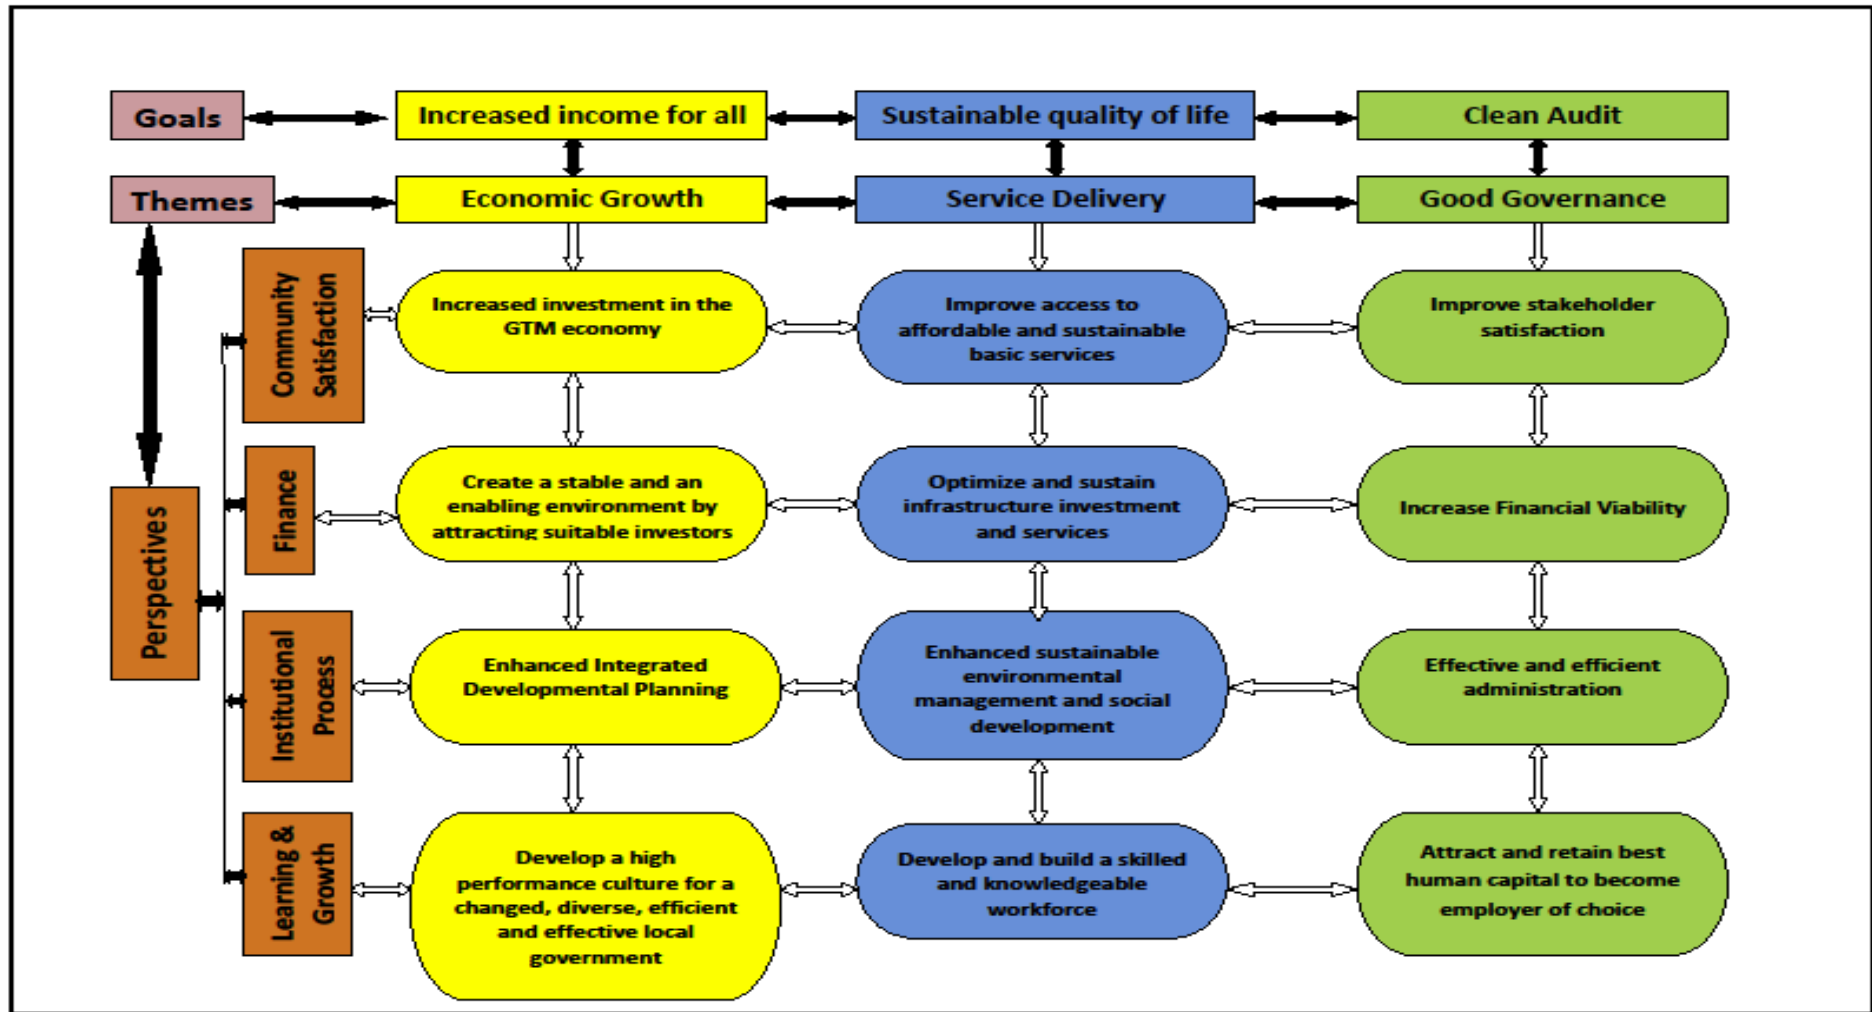 Goals
Increased income for all
Sustainable quality of life
Clean Audit
Themes
Economic Growth
Service Delivery
Good Governance
Perspectives
Community
Satisfaction
Increased investment in the
GTM economy
Improve access to
affordable and sustainable
basic services
Improve stakeholder
satisfaction
Finance
Create a stable and an
enabling environment by
attracting suitable investors
Optimize and sustain
infrastructure investment
and services
Increase Financial Viability
Institutional
Process
Enhanced Integrated
Developmental Planning
Enhanced sustainable
environmental
management and social
development
Effective and efficient
administration
Learning &
Growth
Develop a high
performance culture for a
changed, diverse, efficient
and effective local
government
Develop and build a skilled
and knowledgeable
workforce
Attract and retain best
human capital to become
employer of choice